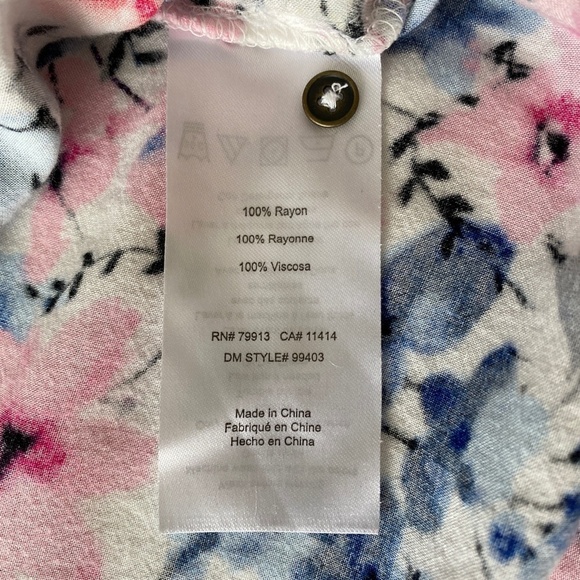 100% Rayon
100% Rayonne
100% Viscosa
RN# 79913 CA# 11414
DM STYLE# 99403
Made in China
Fabriqué en Chine
Hecho en China